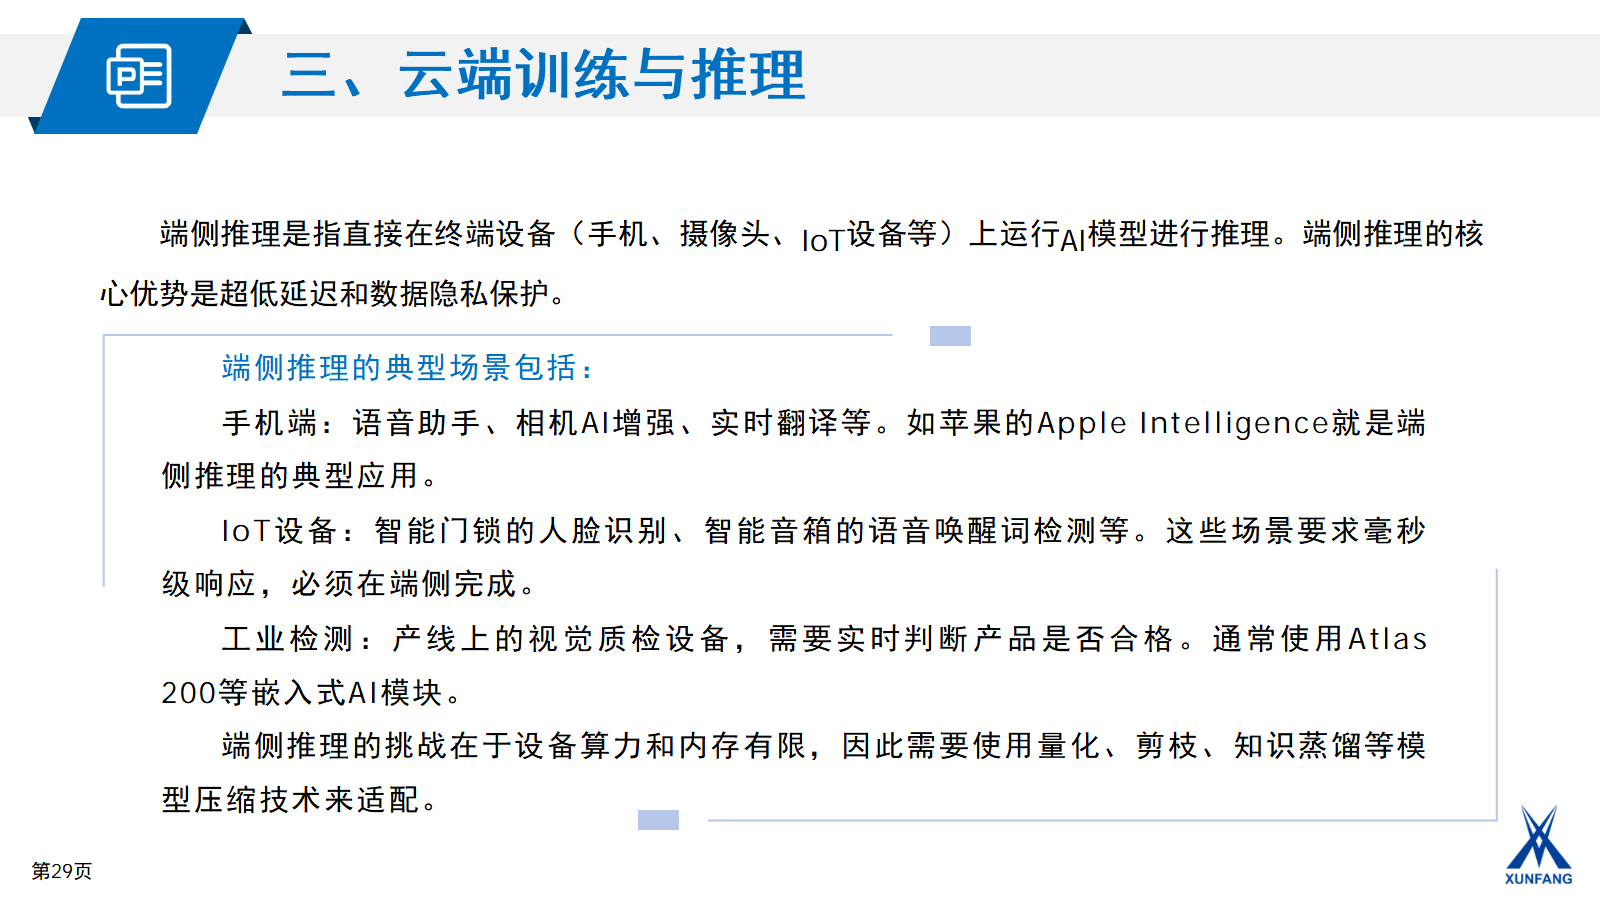 三、云端训练与推理
端侧推理是指直接在终端设备（手机、摄像头、IoT设备等）上运行AI模型进行推理。端侧推理的核
心优势是超低延迟和数据隐私保护。
端侧推理的典型场景包括：
手机端：语音助手、相机AI增强、实时翻译等。如苹果的Apple Intelligence就是端
侧推理的典型应用。
IoT设备：智能门锁的人脸识别、智能音箱的语音唤醒词检测等。这些场景要求毫秒
级响应，必须在端侧完成。
工业检测：产线上的视觉质检设备，需要实时判断产品是否合格。通常使用Atlas
200等嵌入式AI模块。
端侧推理的挑战在于设备算力和内存有限，因此需要使用量化、剪枝、知识蒸馏等模
型压缩技术来适配。
第29页
XUNFANG